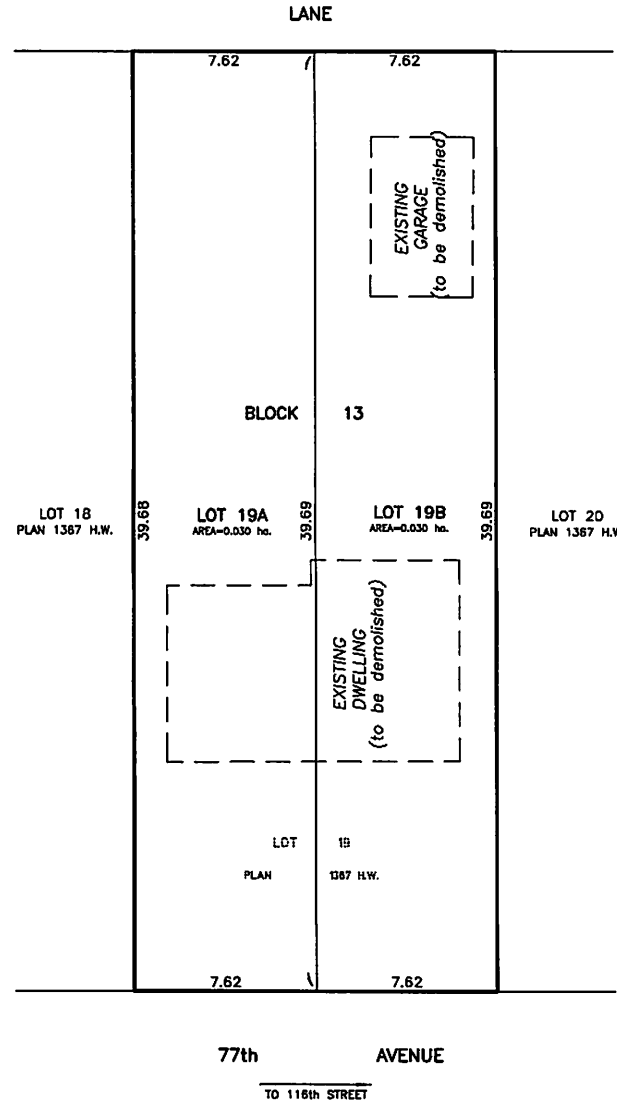 LANE
7.62 7.62
EXISTING
GARAGE
(to be demolished)
BLOCK 13
LOT 18
PLAN 1367 H.W.
39.68
LOT 19A
AREA=0.030 ha.
39.69
LOT 19B
AREA=0.030 ha.
39.69
LOT 20
PLAN 1367 H.W
EXISTING
DWELLING
(to be demolished)
LOT 19
PLAN 1367 H.W.
7.62 7.62
77th AVENUE
TO 116th STREET